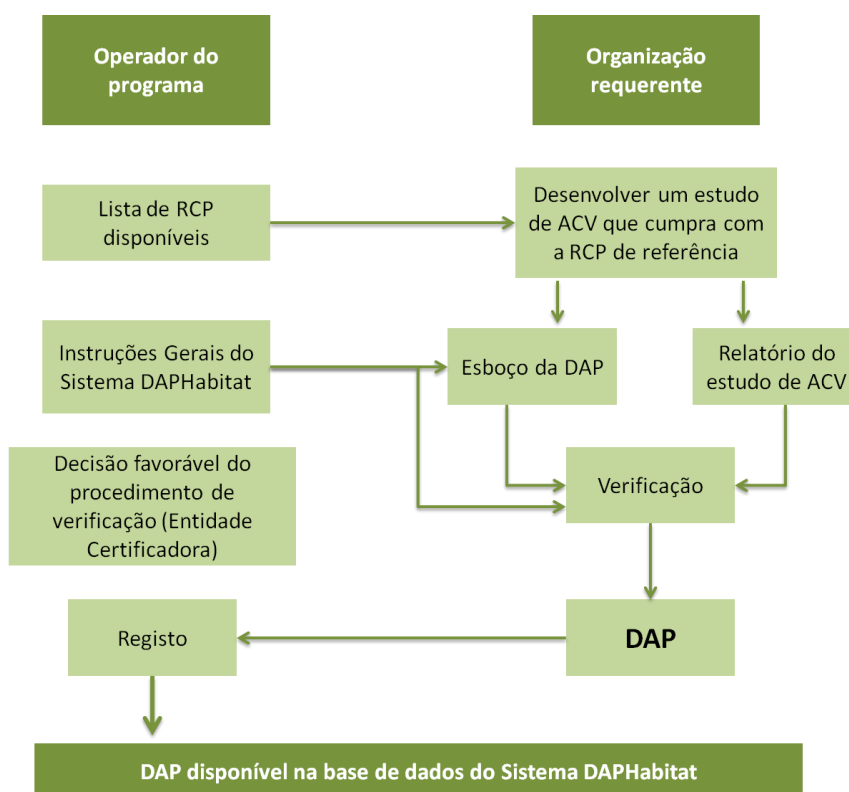 Operador do
programa
Organização
requerente
Lista de RCP
disponíveis
Desenvolver um estudo
de ACV que cumpra com
a RCP de referência
Instruções Gerais do
Sistema DAPHabitat
Esboço da DAP
Relatório do
estudo de ACV
Decisão favorável do
procedimento de
verificação (Entidade
Certificadora)
Verificação
Registo
DAP
DAP disponível na base de dados do Sistema DAPHabitat